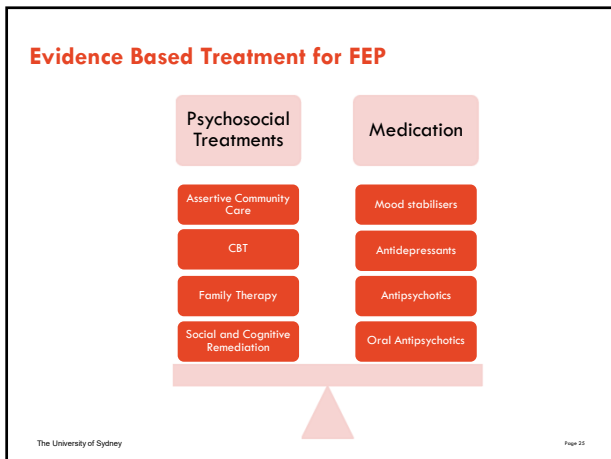 Evidence Based Treatment for FEP
Psychosocial
Treatments
Medication
Assertive Community
Care
Mood stabilisers
CBT
Antidepressants
Family Therapy
Antipsychotics
Social and Cognitive
Remediation
Oral Antipsychotics
The University of Sydney
Page 25